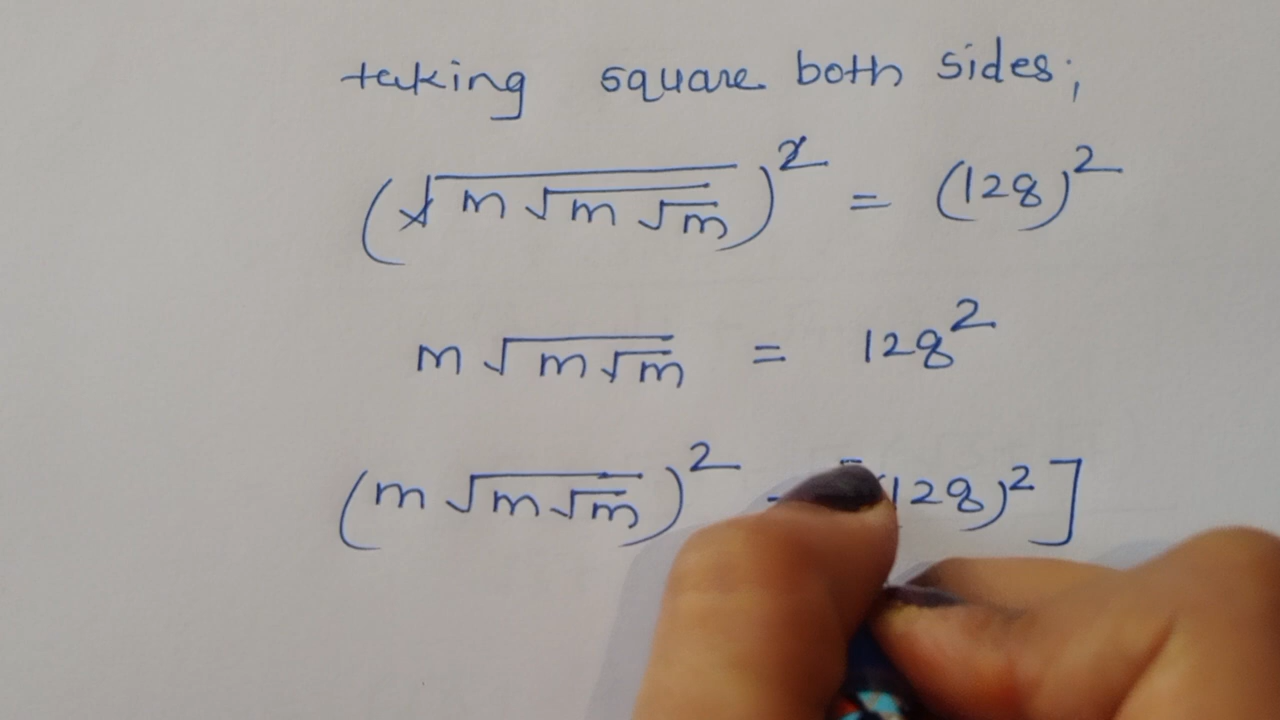 taking square both sides;
(√(m√(m√m)))² = (128)²
m√(m√m) = 128²
(m√(m√m))² = [(128)²]